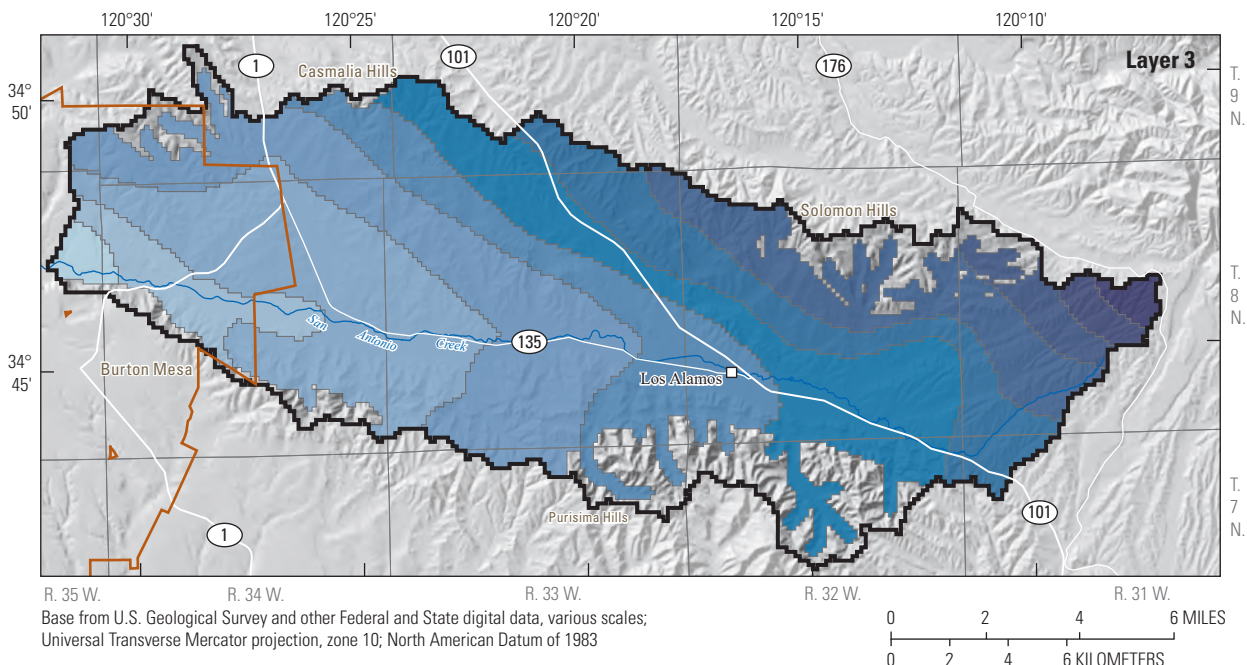 120°30' 120°25' 120°20' 120°15' 120°10'
Layer 3
1
101
176
Casmalia Hills
T.
9
N.
34°
50'
Solomon Hills
T.
8
N.
San
Antonio
Creek
135
34°
45'
Burton Mesa
Los Alamos
T.
7
N.
Purisima Hills
1
101
R. 35 W. R. 34 W. R. 33 W. R. 32 W. R. 31 W.
Base from U.S. Geological Survey and other Federal and State digital data, various scales;
Universal Transverse Mercator projection, zone 10; North American Datum of 1983
0 2 4 6 MILES
0 2 4 6 KILOMETERS